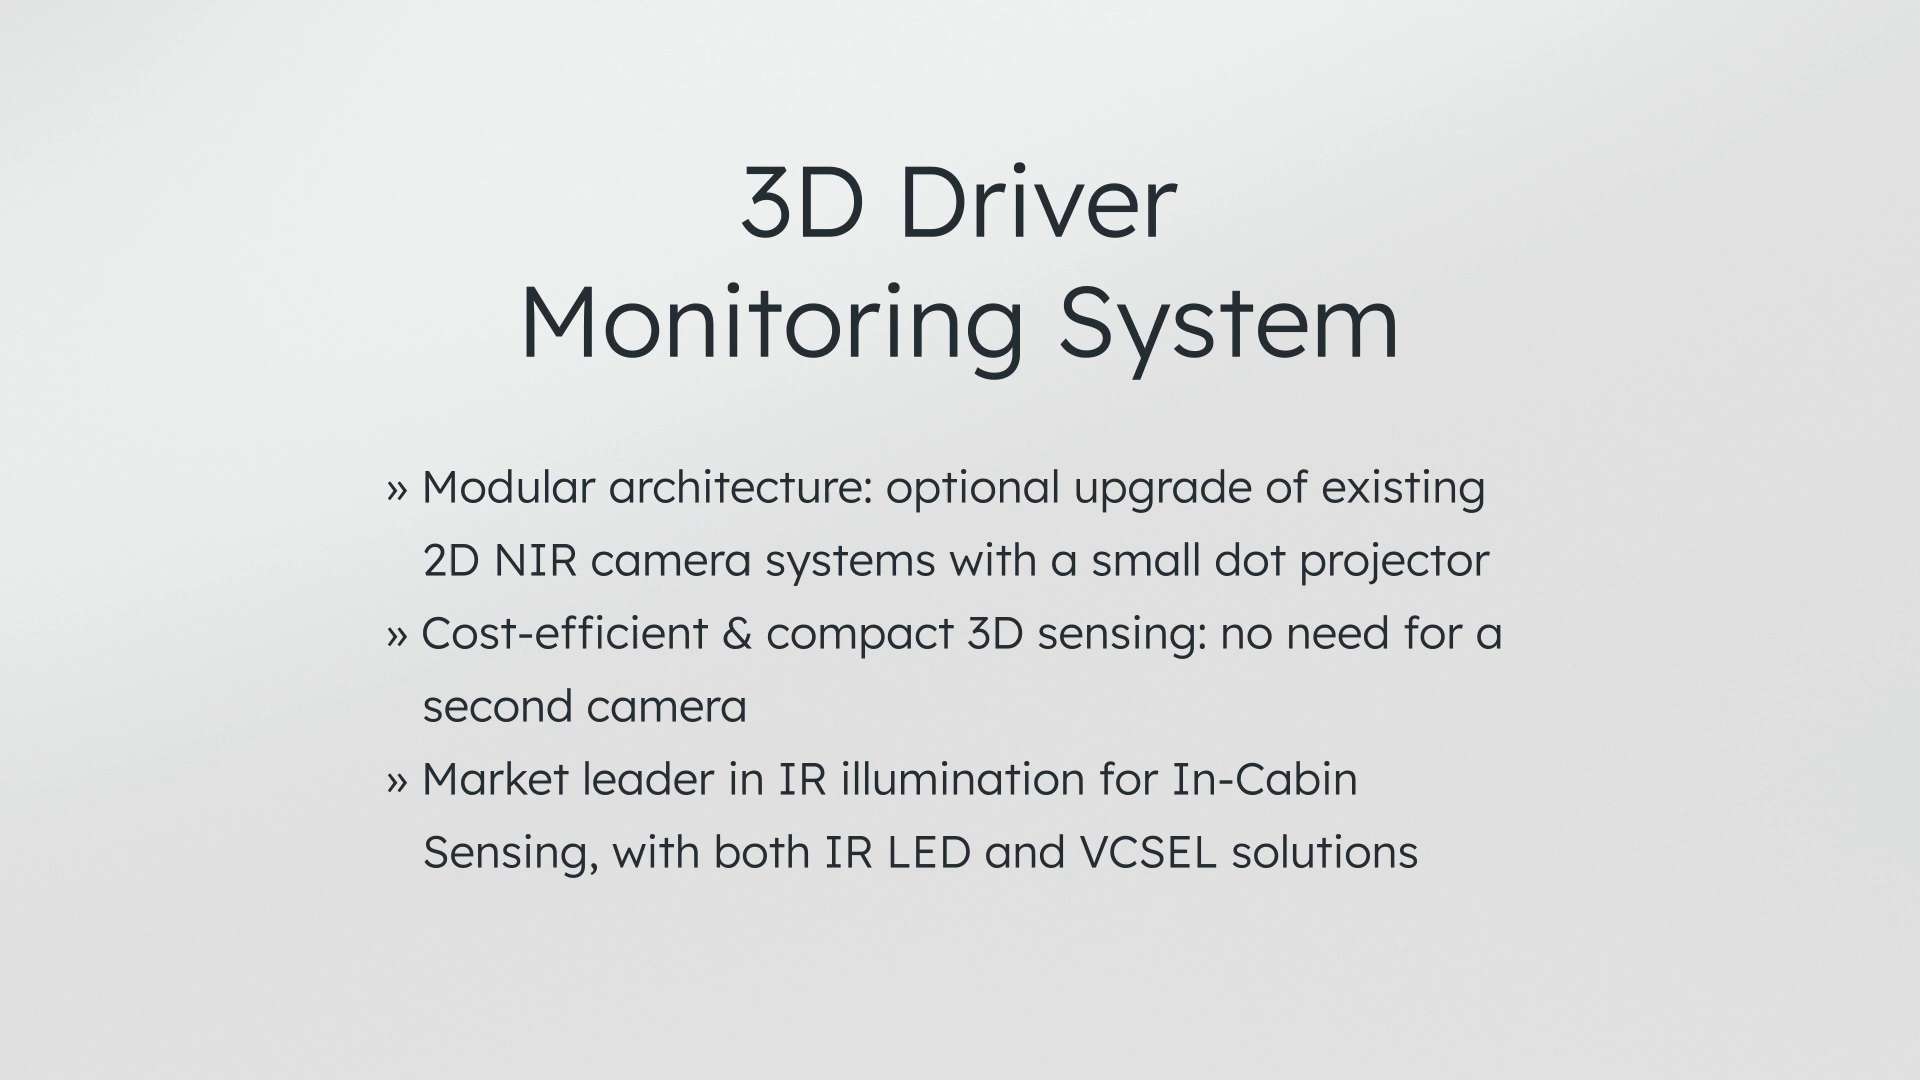 3D Driver
Monitoring System
» Modular architecture: optional upgrade of existing
2D NIR camera systems with a small dot projector
» Cost-efficient & compact 3D sensing: no need for a
second camera
» Market leader in IR illumination for In-Cabin
Sensing, with both IR LED and VCSEL solutions